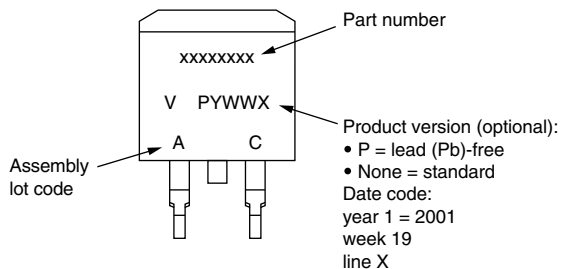 Part number
xxxxxxxx
V PYWWX
A C
Assembly
lot code
Product version (optional):
• P = lead (Pb)-free
• None = standard
Date code:
year 1 = 2001
week 19
line X